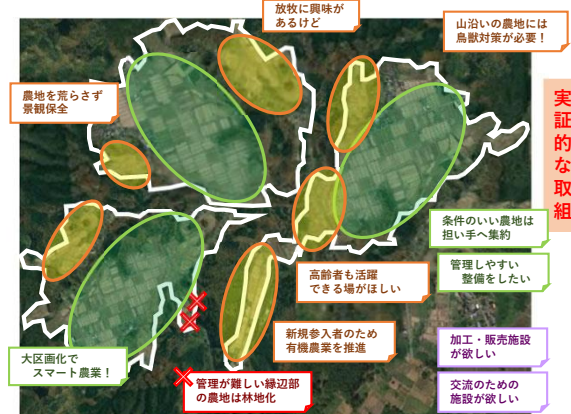 放牧に興味が
あるけど
山沿いの農地には
鳥獣対策が必要！
農地を荒らさず
景観保全
実証的な取組
条件のいい農地は
担い手へ集約
管理しやすい
整備をしたい
高齢者も活躍
できる場がほしい
新規参入者のため
有機農業を推進
加工・販売施設
が欲しい
大区画化で
スマート農業！
管理が難しい縁辺部
の農地は林地化
交流のための
施設が欲しい